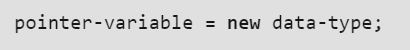 pointer-variable = new data-type;